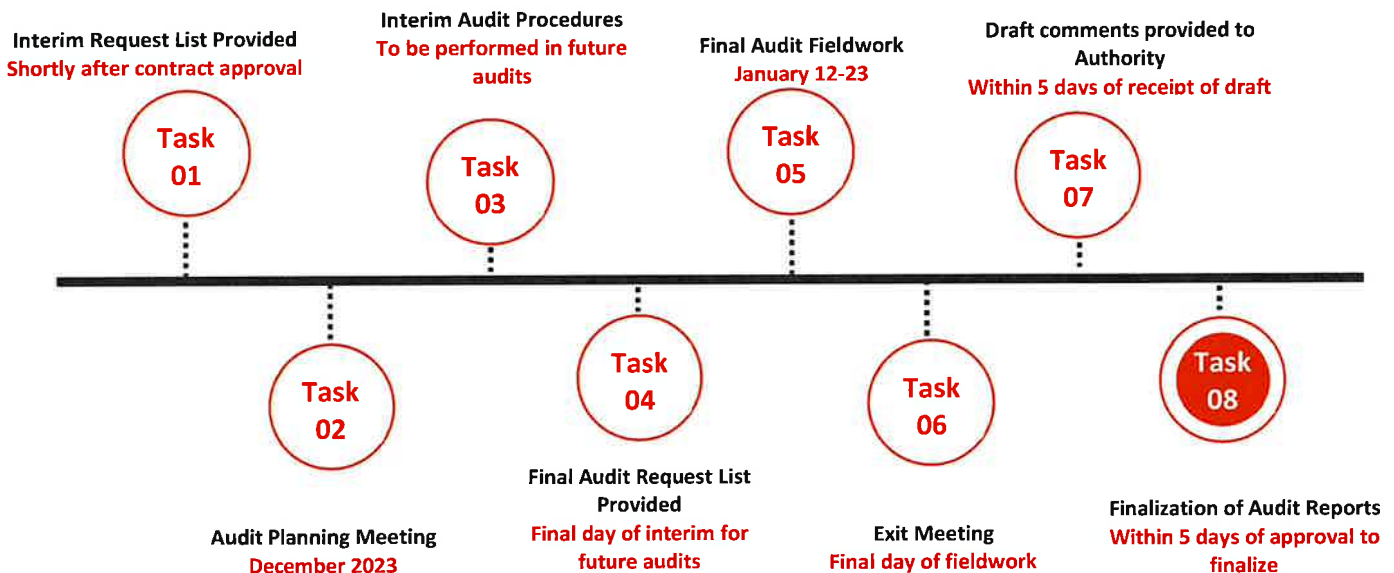 Interim Request List Provided
Shortly after contract approval
Task
01
Audit Planning Meeting
December 2023
Task
02
Interim Audit Procedures
To be performed in future
audits
Task
03
Final Audit Request List
Provided
Final day of interim for
future audits
Task
04
Final Audit Fieldwork
January 12-23
Task
05
Exit Meeting
Final day of fieldwork
Task
06
Draft comments provided to
Authority
Within 5 days of receipt of draft
Task
07
Finalization of Audit Reports
Within 5 days of approval to
finalize
Task
08